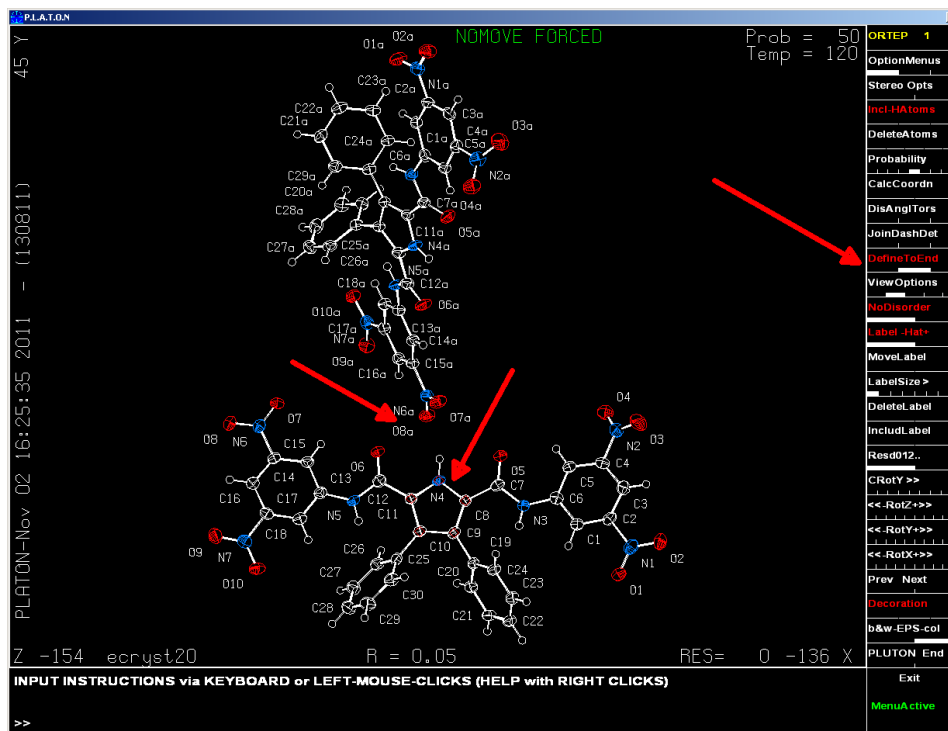 P.L.A.T.O.N
NOMOVE FORCED
Prob = 50
Temp = 120
45 Y
PLATON-Nov 02 16:25:35 2011 - (130811)
O2a
O1a
N1a
C23a
C2a
C22a
C3a
C21a
C4a
O3a
C24a
C1a
C5a
C6a
N2a
C29a
C20a
C7a
O4a
C28a
C11a
O5a
C27a
C25a
N4a
C26a
N5a
C18a
C12a
O10a
O6a
C17a
C13a
N7a
C14a
O9a
C16a
C15a
N6a
O7a
O8a
O7
O4
O8
N6
O3
N2
C15
O6
O5
C4
C14
C13
C7
C5
C16
C12
N4
C6
C3
C17
C11
C8
N5
N3
C2
C18
C10
C9
C19
C1
O9
N7
C26
C25
O2
O10
C27
C20
C24
N1
C30
C23
O1
C28
C29
C21
C22
Z -154 ecryst20
R = 0.05
RES= 0 -136 X
ORTEP 1
OptionMenus
Stereo Opts
Incl-HAtoms
DeleteAtoms
Probability
CalcCoordn
DisAnglTors
JoinDashDet
DefineToEnd
ViewOptions
NoDisorder
Label -Hat+
MoveLabel
LabelSize >
DeleteLabel
IncludLabel
Resd012..
CRotY >>
<<-RotZ+>>
<<-RotY+>>
<<-RotX+>>
Prev Next
Decoration
b&w-EPS-col
PLUTON End
Exit
MenuActive
INPUT INSTRUCTIONS via KEYBOARD or LEFT-MOUSE-CLICKS (HELP with RIGHT CLICKS)
>>